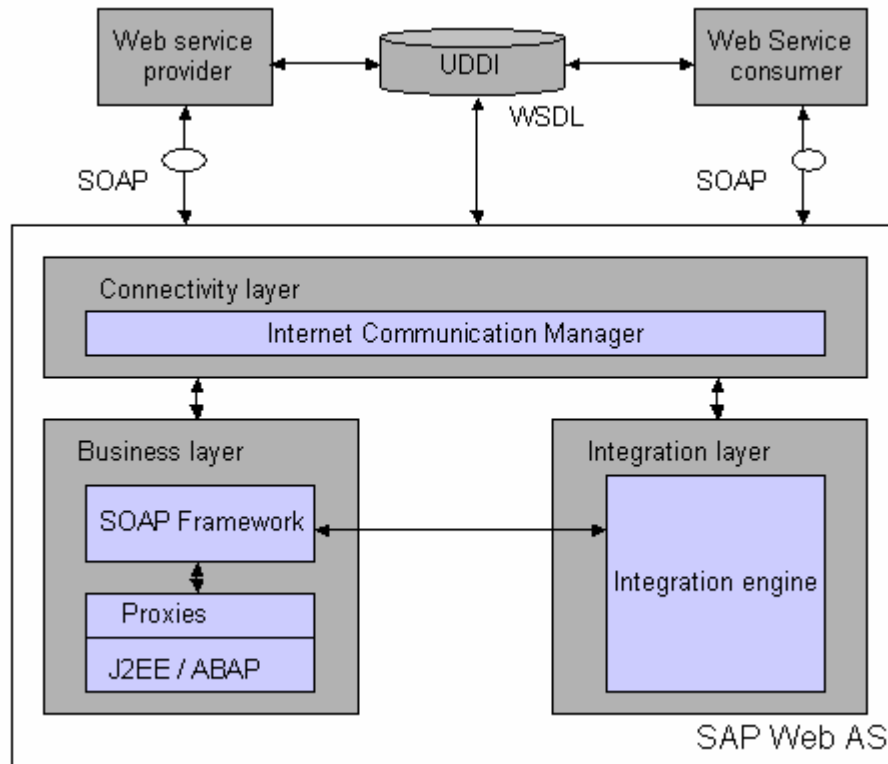 Web service
provider
UDDI
Web Service
consumer
WSDL
SOAP
SOAP
Connectivity layer
Internet Communication Manager
Business layer
Integration layer
SOAP Framework
Integration engine
Proxies
J2EE / ABAP
SAP Web AS